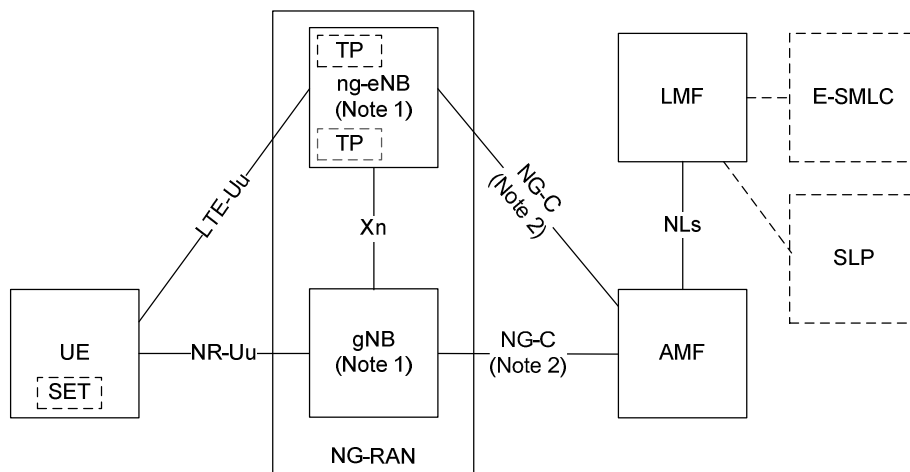 TP
ng-eNB
(Note 1)
TP
LMF
E-SMLC
LTE-Uu
NG-C
(Note 2)
Xn
NLs
SLP
UE
SET
NR-Uu
gNB
(Note 1)
NG-C
(Note 2)
AMF
NG-RAN